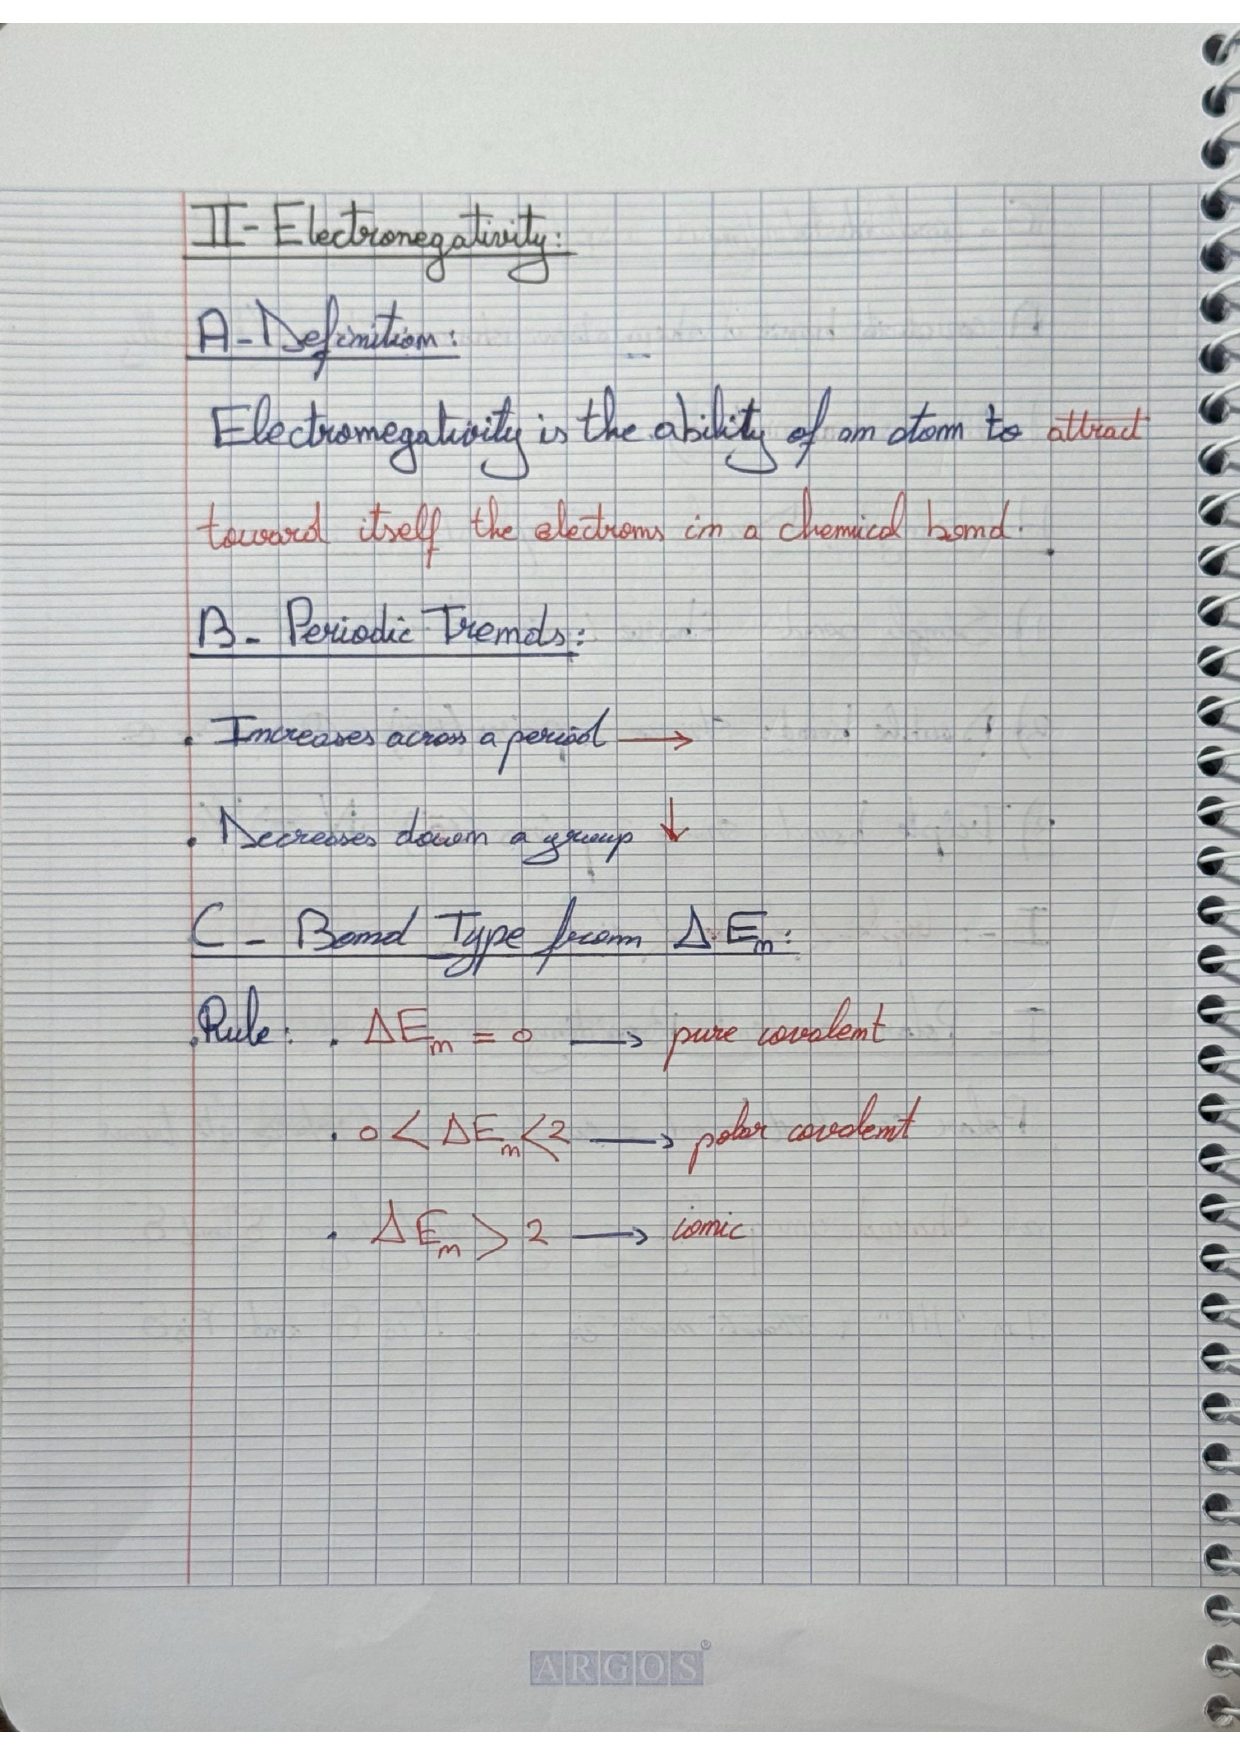 II- Electronegativity:
A- Definition:
Electronegativity is the ability of an atom to attract
toward itself the electrons in a chemical bond.
B- Periodic Trends:
. Increases across a period →
. Decreases down a group ↓
C - Bond Type from Δ En:
. Rule: . ΔEn = 0 → pure covalent
. 0 < ΔEn < 2 → polar covalent
. ΔEn > 2 → ionic
ARGOS®